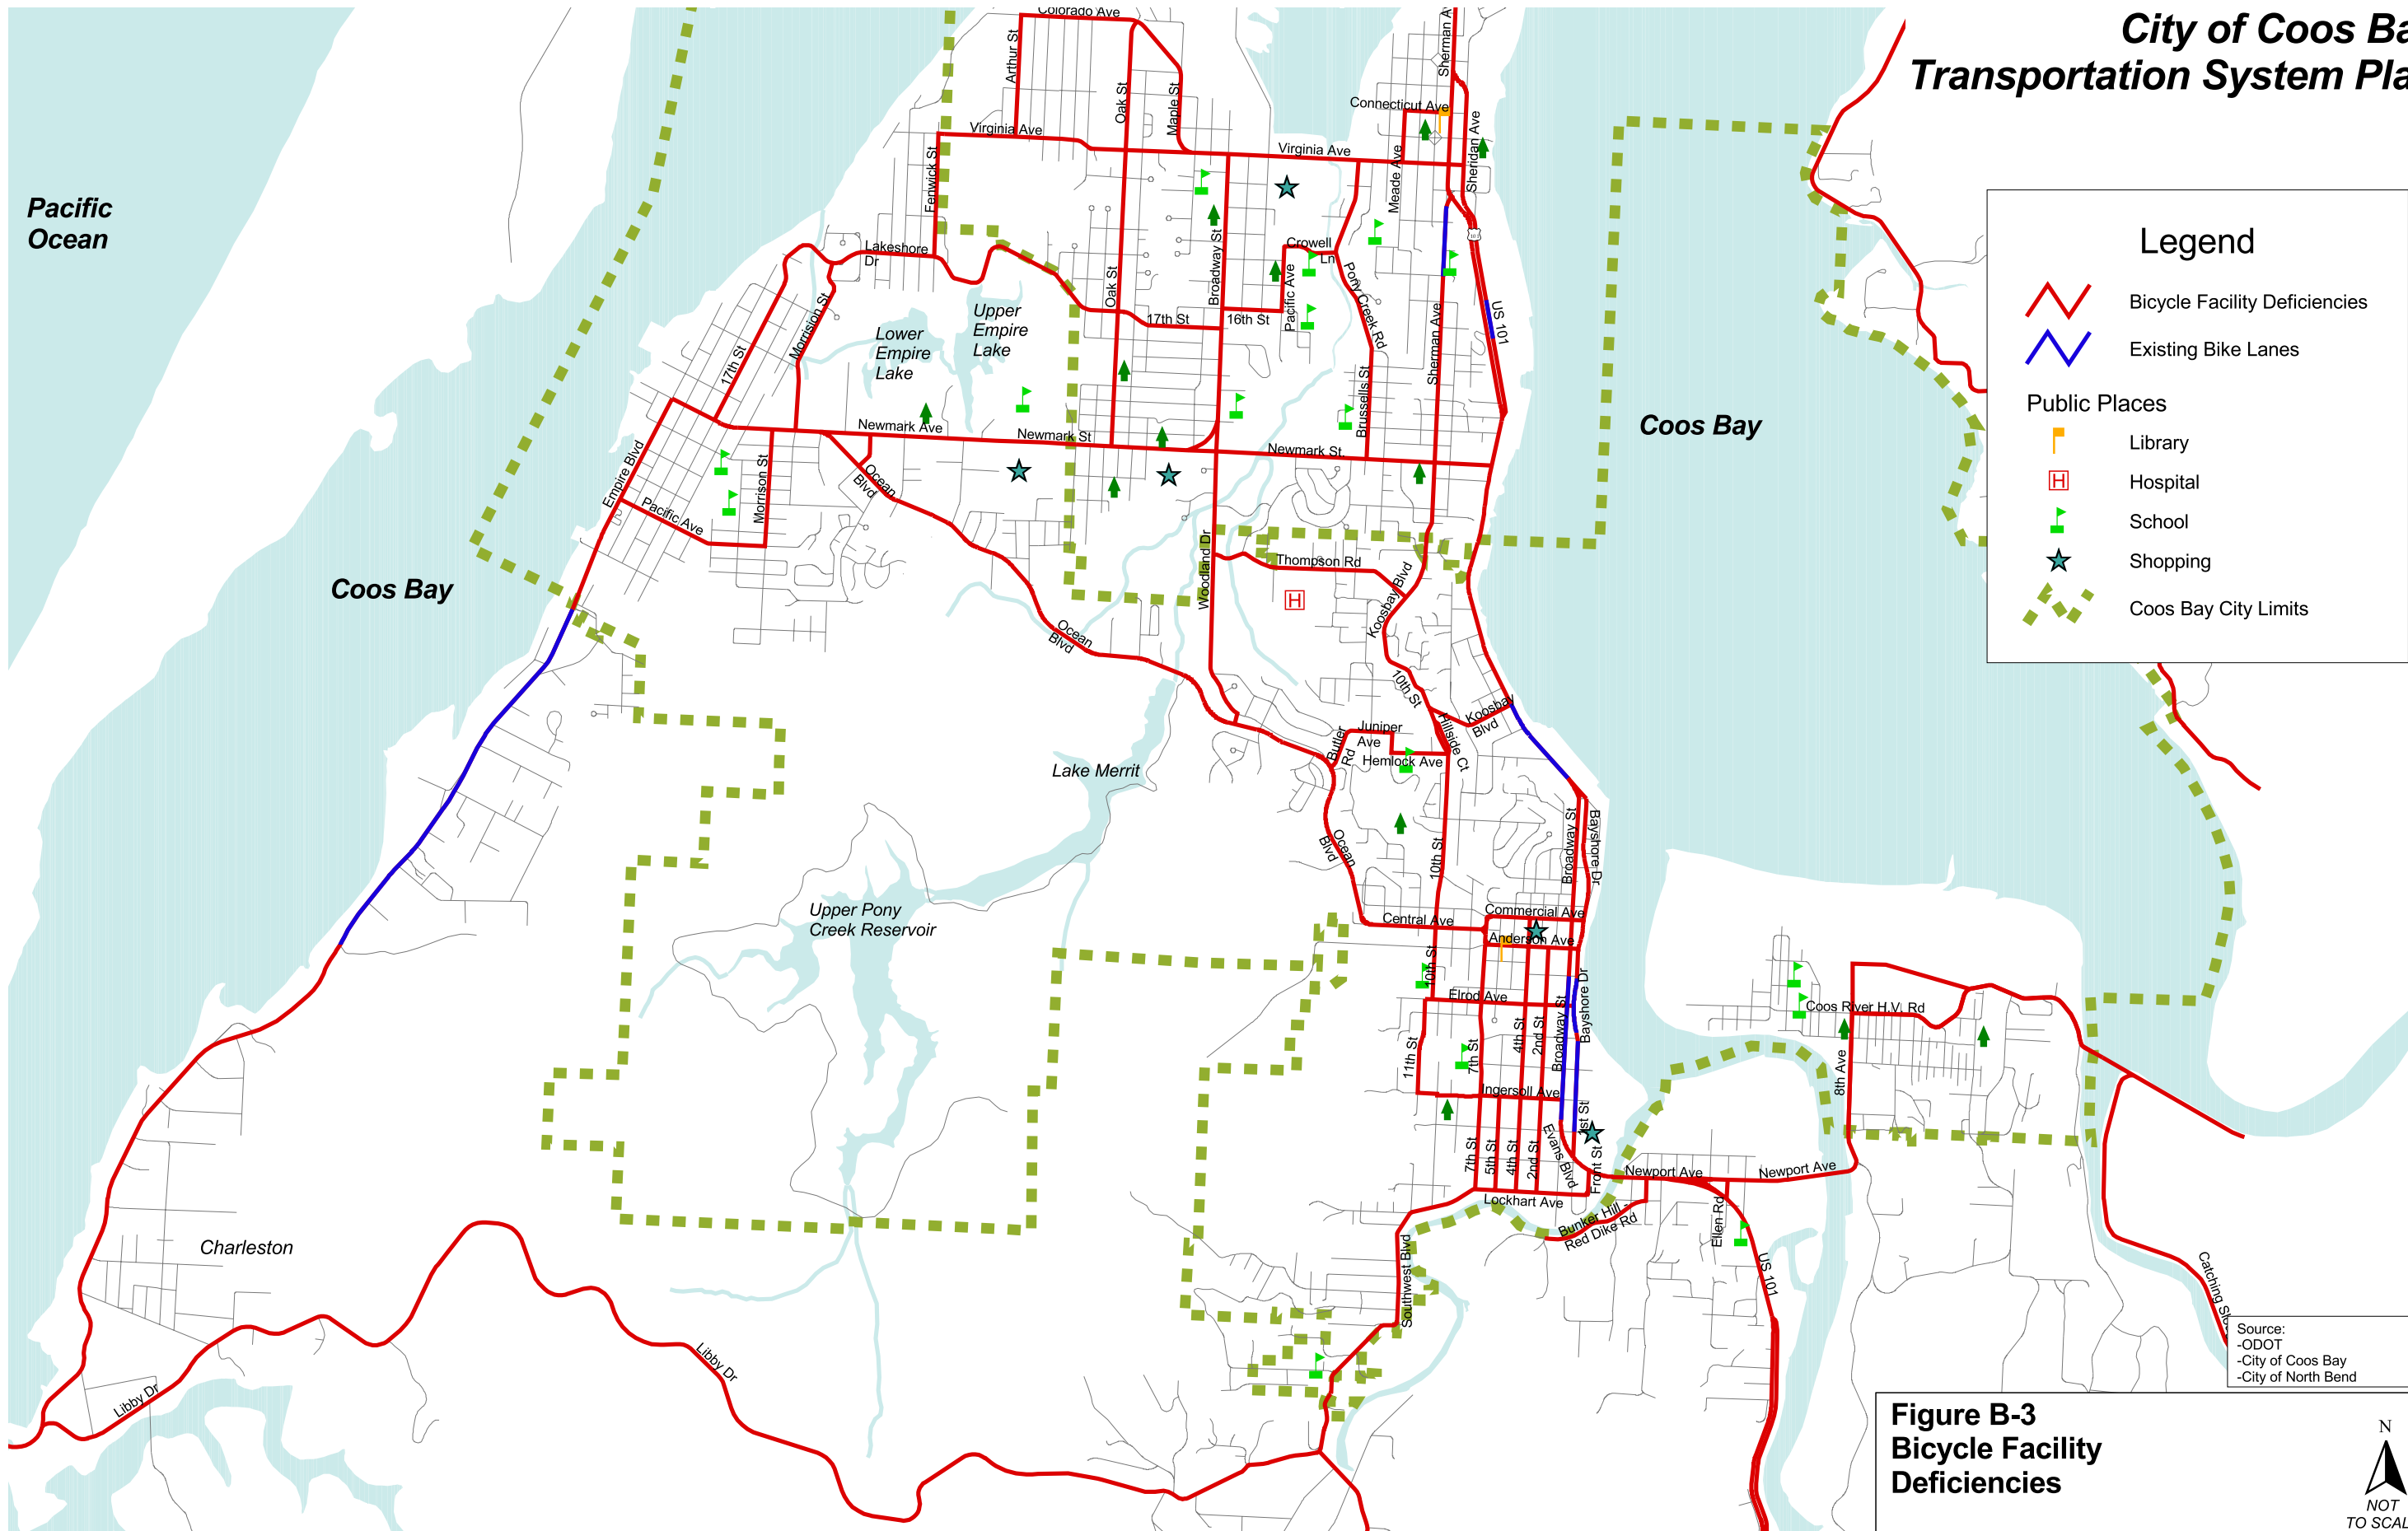 City of Coos Ba
Transportation System Pla
Pacific
Ocean
Colorado Ave
Arthur St
Oak St
Maple St
Sherman A
Connecticut Ave
Virginia Ave
Virginia Ave
Sheridan Ave
Meade Ave
Fenwick St
Lakeshore
Dr
Oak St
Broadway St
Crowell
Ln
Pacific Ave
Pony Creek Rd
Morrision St
17th St
Lower
Empire
Lake
Upper
Empire
Lake
17th St
16th St
Sherman Ave
101
US 101
Brussells St
Coos Bay
Newmark Ave
Newmark St
Newmark St
Empire Blvd
Morrison St
Pacific Ave
Ocean
Blvd
Coos Bay
Woodland Dr
Thompson Rd
H
Koosbay Blvd
Ocean
Blvd
10th St
Koosbay
Blvd
Hillside Ct
Butler
Rd
Juniper
Ave
Hemlock Ave
Lake Merrit
Ocean
Blvd
10th St
Broadway St
Bayshore Dr
Upper Pony
Creek Reservoir
Central Ave
Commercial Ave
Anderson Ave
10th St
Elrod Ave
Broadway St
Bayshore Dr
11th St
7th St
4th St
2nd St
Ingersoll Ave
1st St
7th St
5th St
4th St
2nd St
Evans Blvd
Front St
Lockhart Ave
Coos River H.V. Rd
8th Ave
Newport Ave
Newport Ave
Bunker Hill -
Red Dike Rd
Ellen Rd
US 101
Southwest Blvd
Catching Slo
Charleston
Libby Dr
Libby Dr
Legend
Bicycle Facility Deficiencies
Existing Bike Lanes
Public Places
Library
H
Hospital
School
Shopping
Coos Bay City Limits
Source:
-ODOT
-City of Coos Bay
-City of North Bend
Figure B-3
Bicycle Facility
Deficiencies
N
NOT
TO SCAL